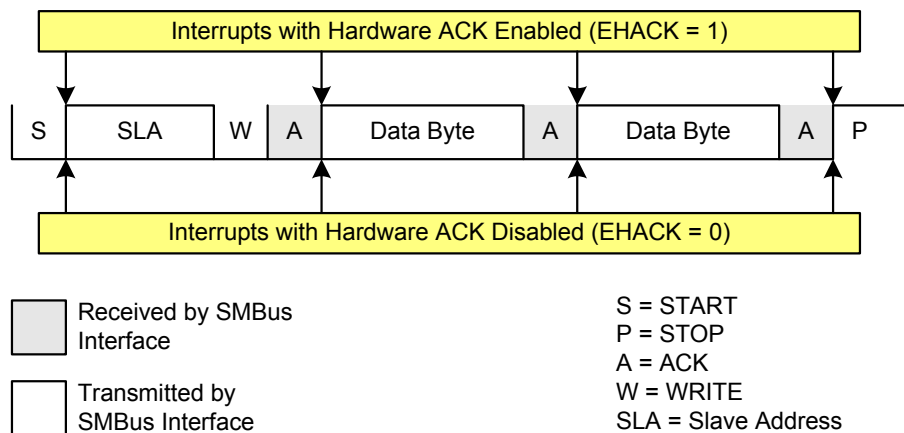 Interrupts with Hardware ACK Enabled (EHACK = 1)
S SLA W A Data Byte A Data Byte A P
Interrupts with Hardware ACK Disabled (EHACK = 0)
Received by SMBus
Interface
Transmitted by
SMBus Interface
S = START
P = STOP
A = ACK
W = WRITE
SLA = Slave Address